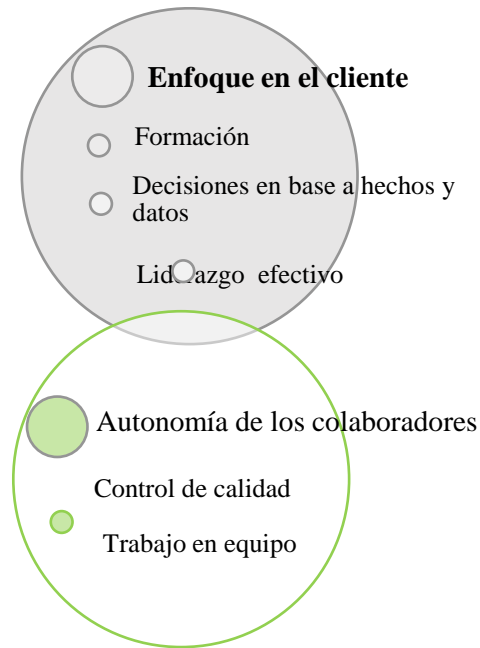 Enfoque en el cliente
Formación
Decisiones en base a hechos y
datos
Liderazgo efectivo
Autonomía de los colaboradores
Control de calidad
Trabajo en equipo